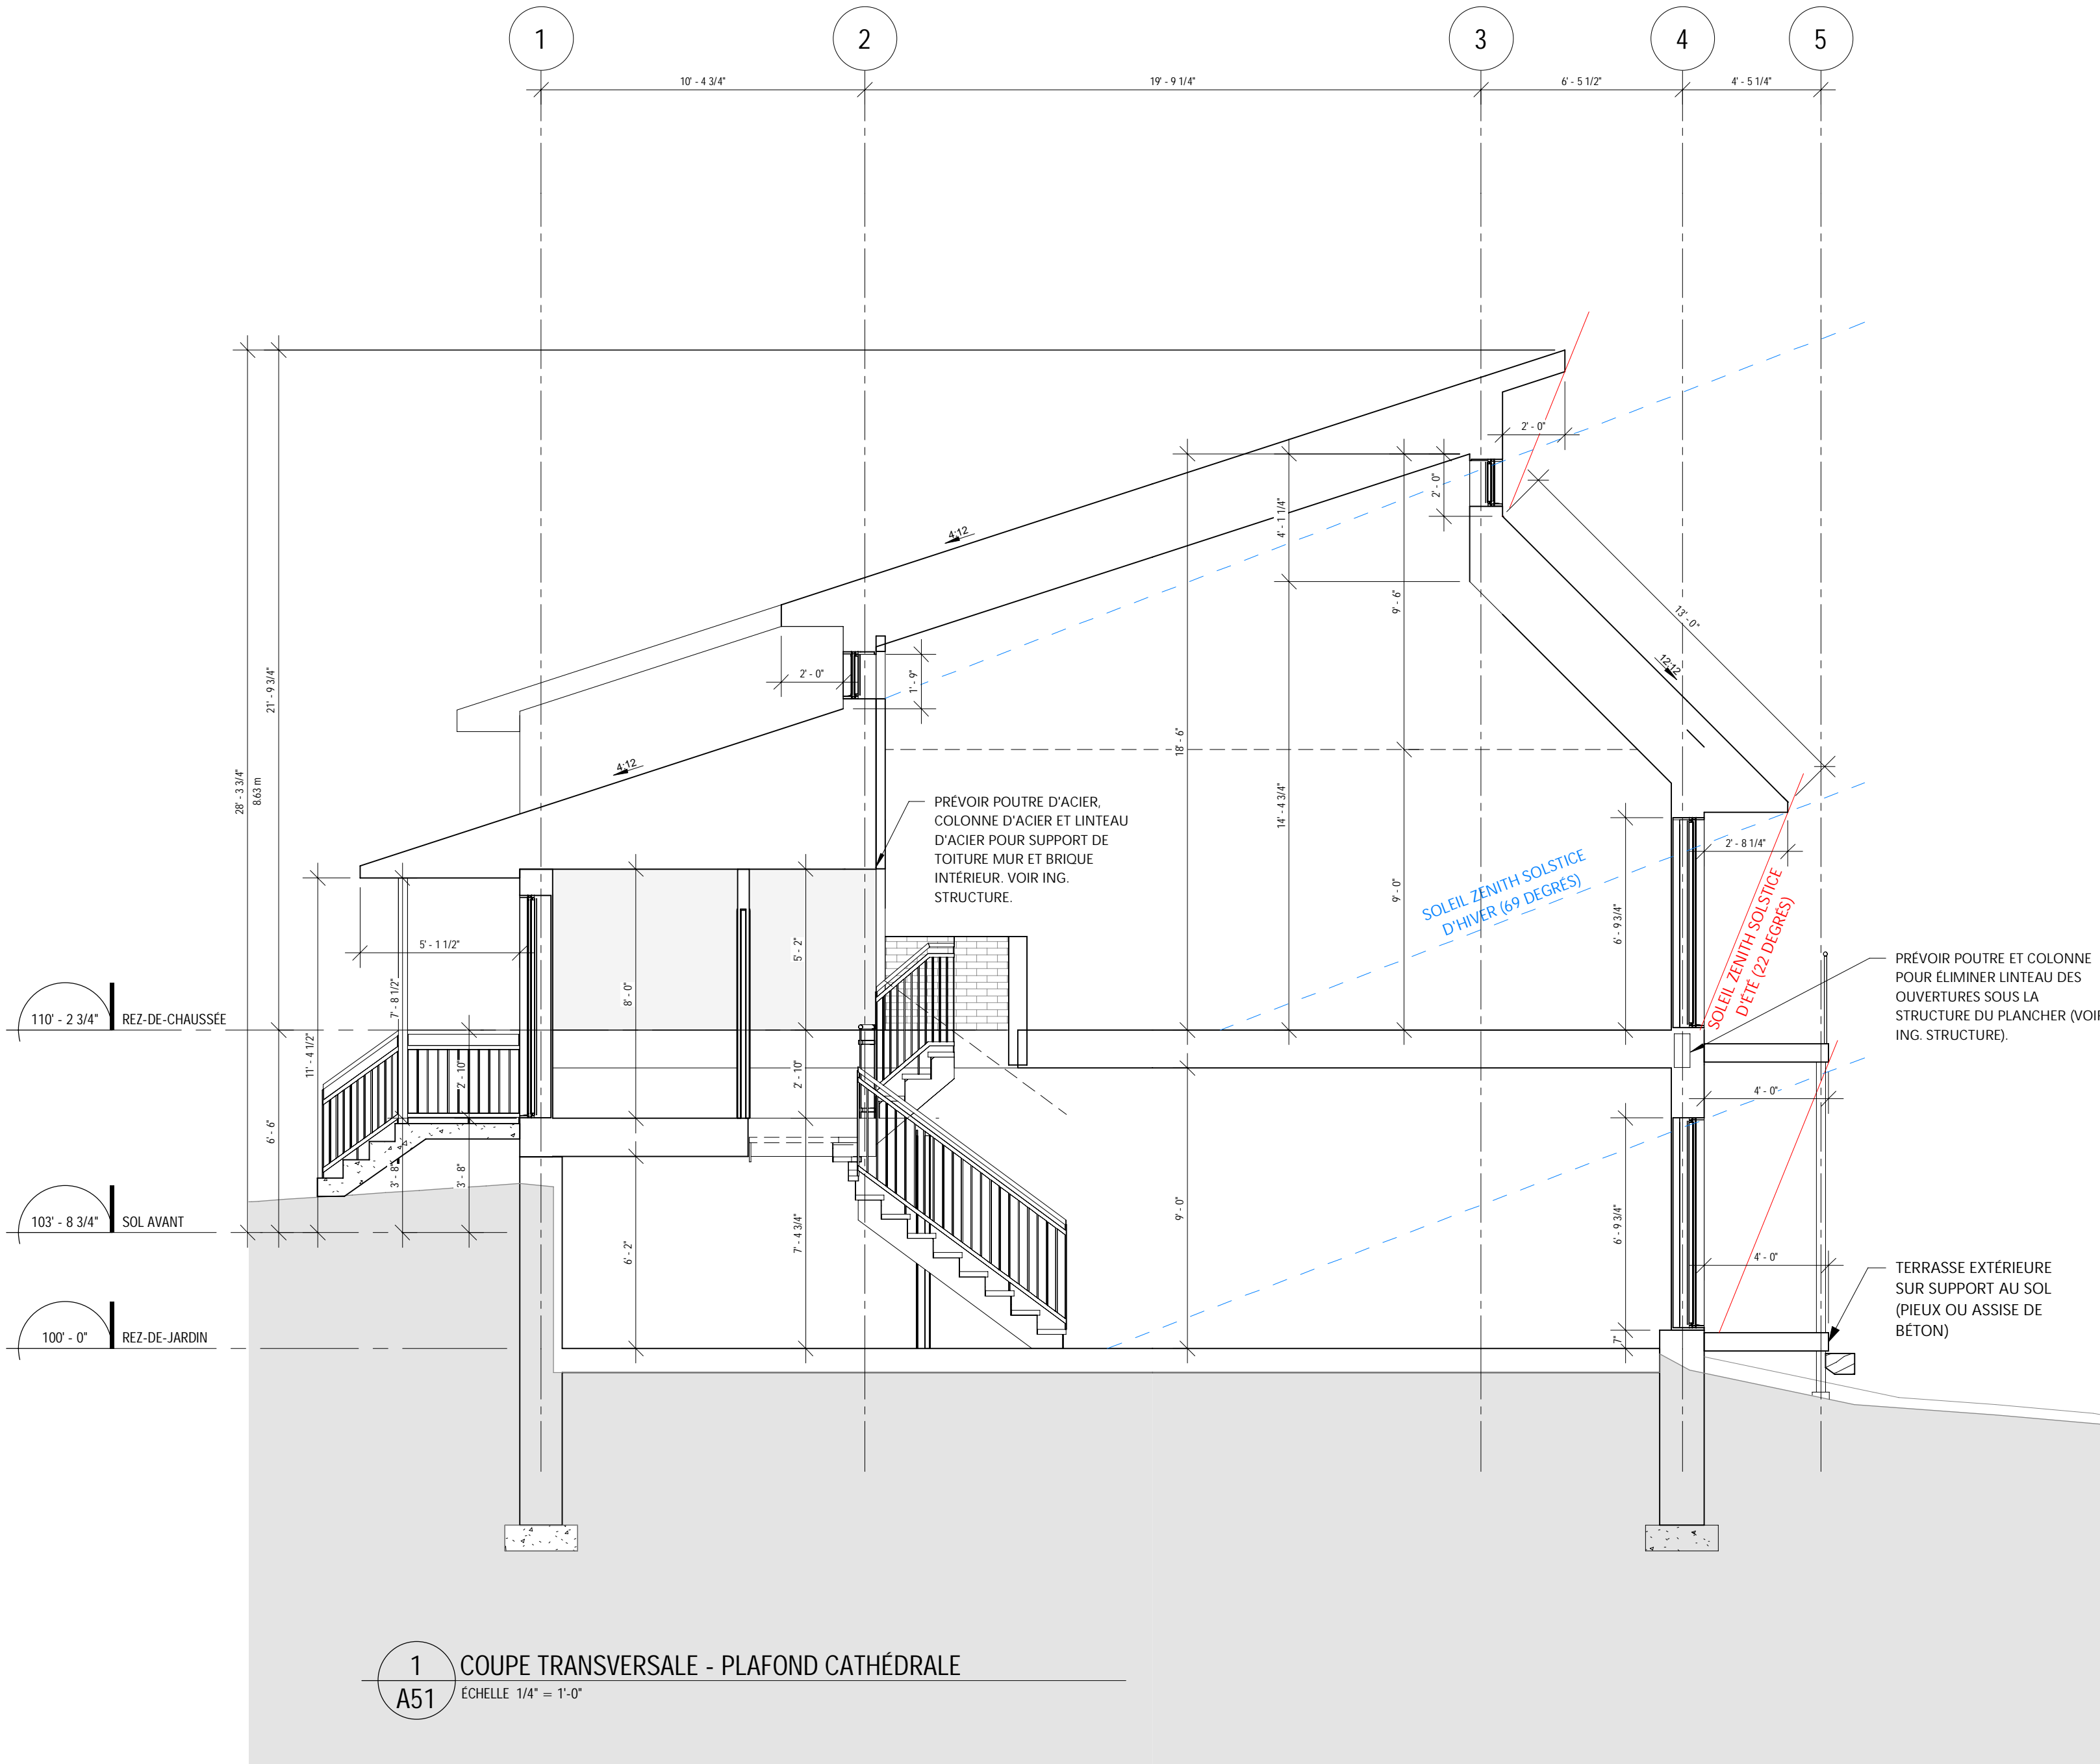 1
2
3
4
5
10' - 4 3/4"
19' - 9 1/4"
6' - 5 1/2"
4' - 5 1/4"
2' - 0"
2' - 0"
4' - 1 1/4"
4:12
9' - 6"
13' - 0"
12:12
21' - 9 3/4"
2' - 0"
1' - 9"
18' - 6"
28' - 3 3/4"
8.63 m
4:12
14' - 4 3/4"
PRÉVOIR POUTRE D'ACIER,
COLONNE D'ACIER ET LINTEAU
D'ACIER POUR SUPPORT DE
TOITURE MUR ET BRIQUE
INTÉRIEUR. VOIR ING.
STRUCTURE.
2' - 8 1/4"
SOLEIL ZENITH SOLSTICE
D'HIVER (69 DEGRÉS)
9' - 0"
6' - 9 3/4"
SOLEIL ZENITH SOLSTICE
D'ÉTÉ (22 DEGRÉS)
5' - 1 1/2"
5' - 2"
8' - 0"
7' - 8 1/2"
PRÉVOIR POUTRE ET COLONNE
POUR ÉLIMINER LINTEAU DES
OUVERTURES SOUS LA
STRUCTURE DU PLANCHER (VOIR
ING. STRUCTURE).
110' - 2 3/4"
REZ-DE-CHAUSSÉE
11' - 4 1/2"
2' - 10"
2' - 10"
4' - 0"
6' - 6"
3' - 8"
3' - 8"
103' - 8 3/4"
SOL AVANT
6' - 2"
7' - 4 3/4"
9' - 0"
6' - 9 3/4"
4' - 0"
TERRASSE EXTÉRIEURE
SUR SUPPORT AU SOL
(PIEUX OU ASSISE DE
BÉTON)
100' - 0"
REZ-DE-JARDIN
7"
1
A51
COUPE TRANSVERSALE - PLAFOND CATHÉDRALE
ÉCHELLE 1/4" = 1'-0"